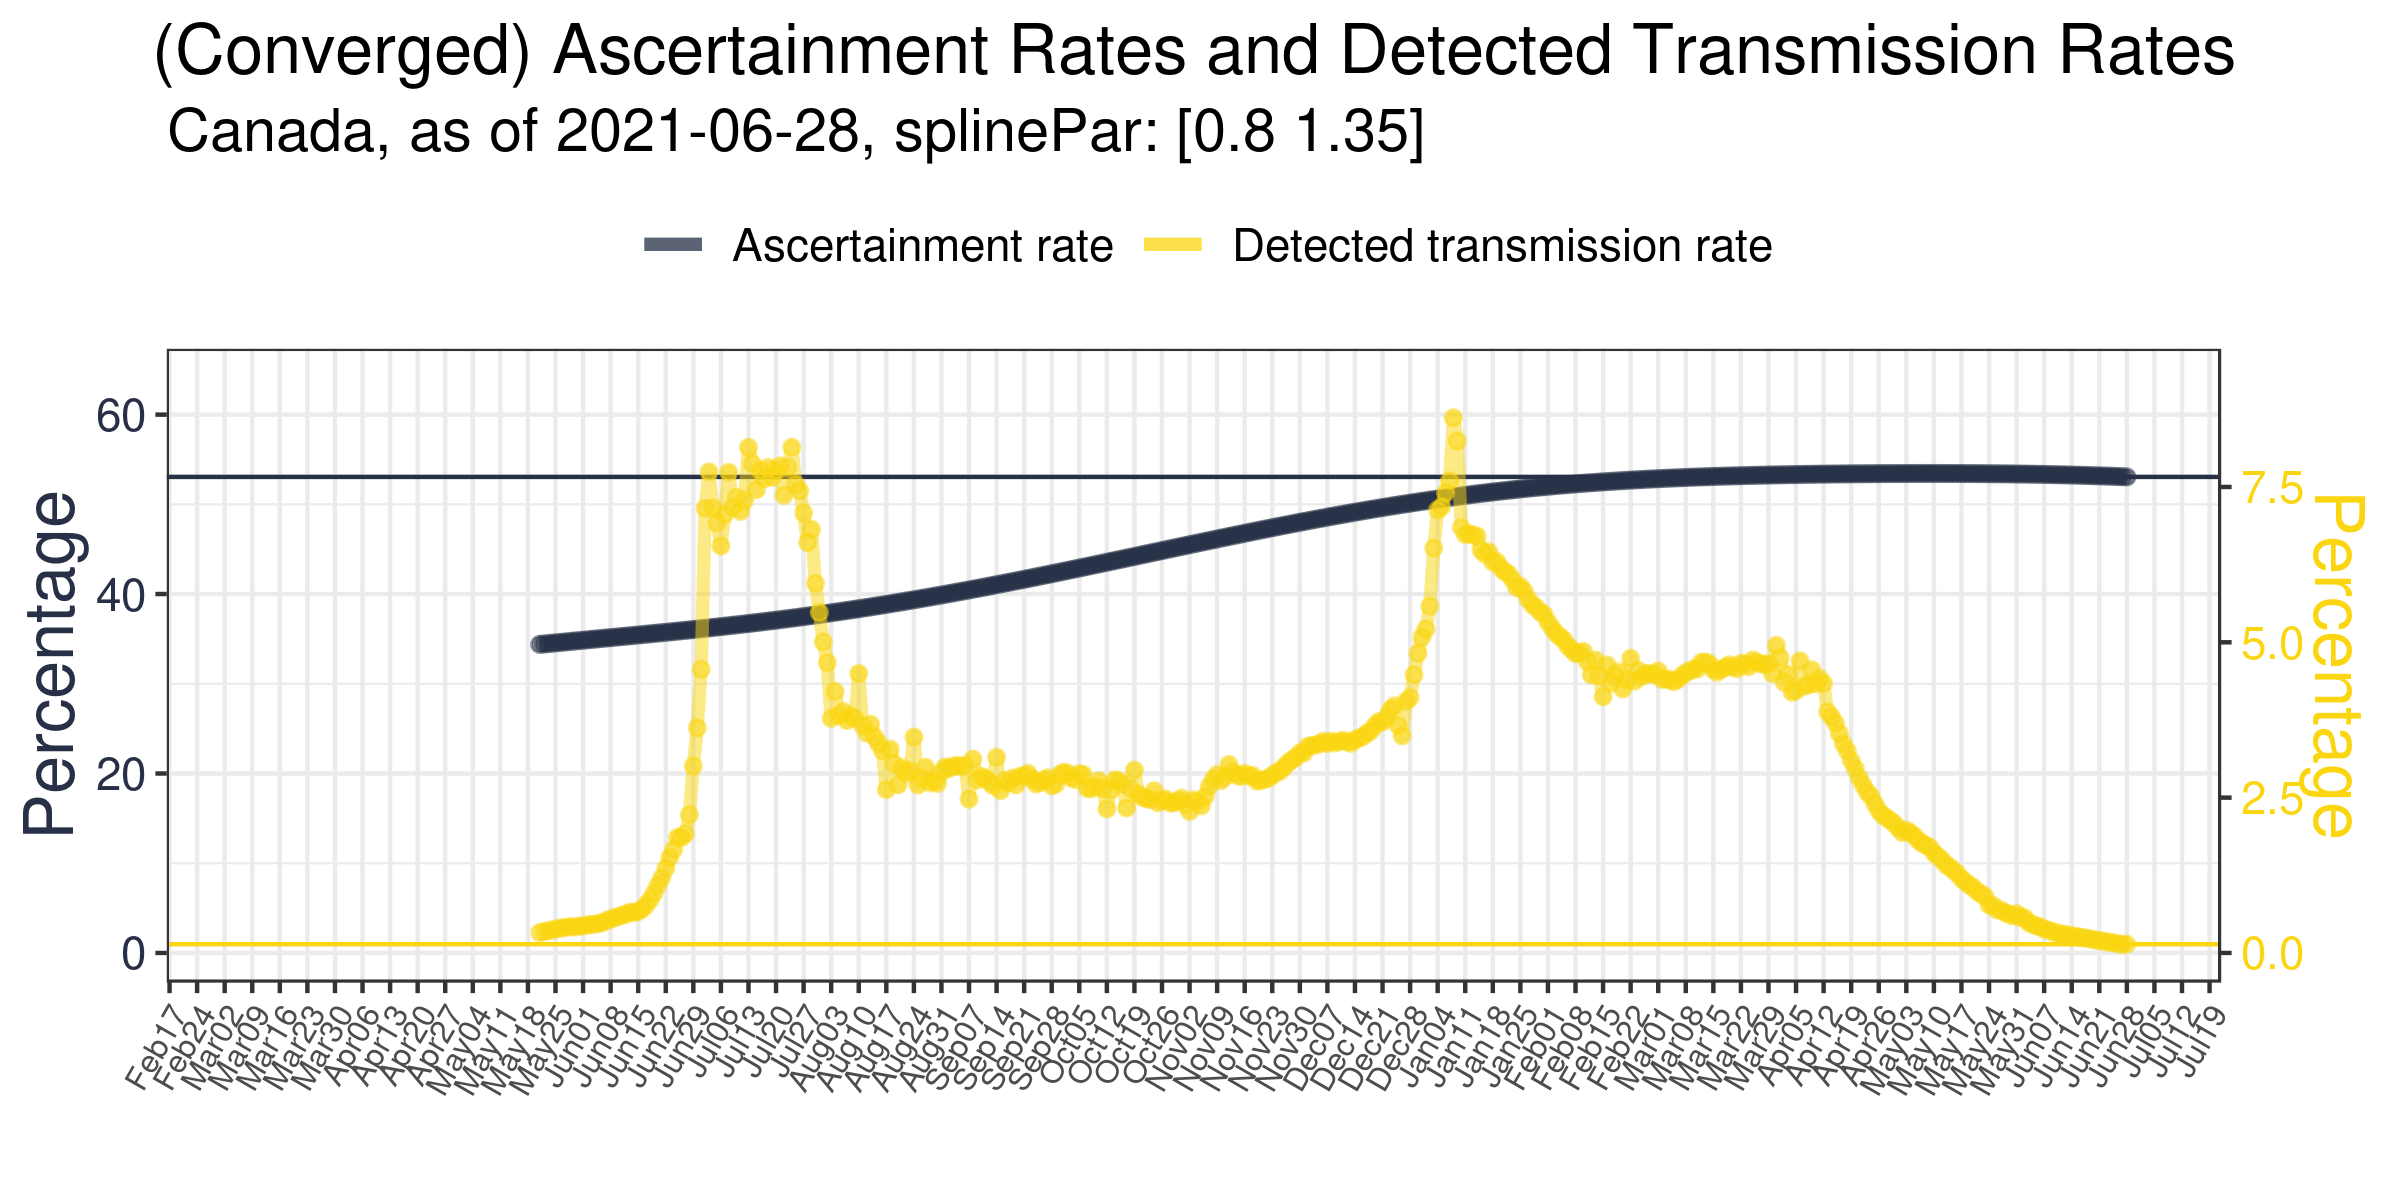 (Converged) Ascertainment Rates and Detected Transmission Rates
Canada, as of 2021-06-28, splinePar: [0.8 1.35]
Ascertainment rate
Detected transmission rate
Percentage
60
40
20
0
7.5
5.0
2.5
0.0
Percentage
Feb17
Feb24
Mar02
Mar09
Mar16
Mar23
Mar30
Apr06
Apr13
Apr20
Apr27
May04
May11
May18
May25
Jun01
Jun08
Jun15
Jun22
Jun29
Jul06
Jul13
Jul20
Jul27
Aug03
Aug10
Aug17
Aug24
Aug31
Sep07
Sep14
Sep21
Sep28
Oct05
Oct12
Oct19
Oct26
Nov02
Nov09
Nov16
Nov23
Nov30
Dec07
Dec14
Dec21
Dec28
Jan04
Jan11
Jan18
Jan25
Feb01
Feb08
Feb15
Feb22
Mar01
Mar08
Mar15
Mar22
Mar29
Apr05
Apr12
Apr19
Apr26
May03
May10
May17
May24
May31
Jun07
Jun14
Jun21
Jun28
Jul05
Jul12
Jul19